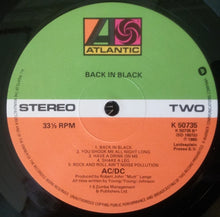 ATLANTIC
BACK IN BLACK
STEREO
TWO
33⅓ RPM
K 50735
℗ 1980
1. BACK IN BLACK
2. YOU SHOOK ME ALL NIGHT LONG
3. HAVE A DRINK ON ME
4. SHAKE A LEG
5. ROCK AND ROLL AIN'T NOISE POLLUTION
AC/DC
Produced by Robert John "Mutt" Lange
All titles written by Young/Young/Johnson